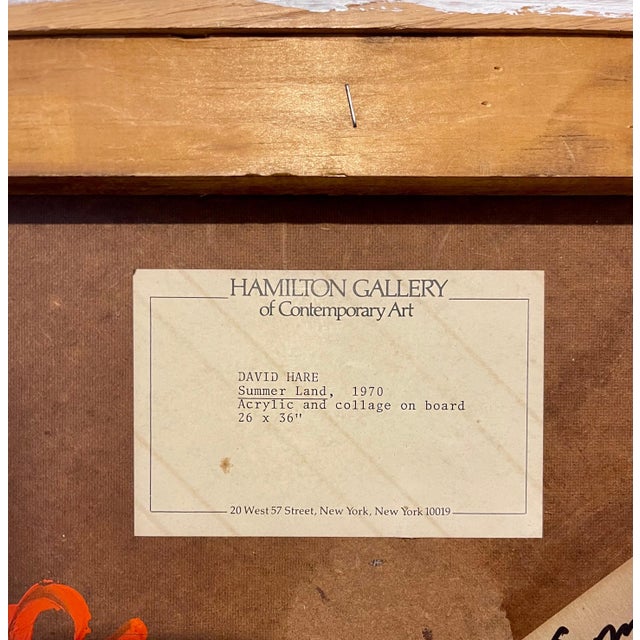 HAMILTON GALLERY
of Contemporary Art
DAVID HARE
Summer Land, 1970
Acrylic and collage on board
26 x 36"
20 West 57 Street, New York, New York 10019